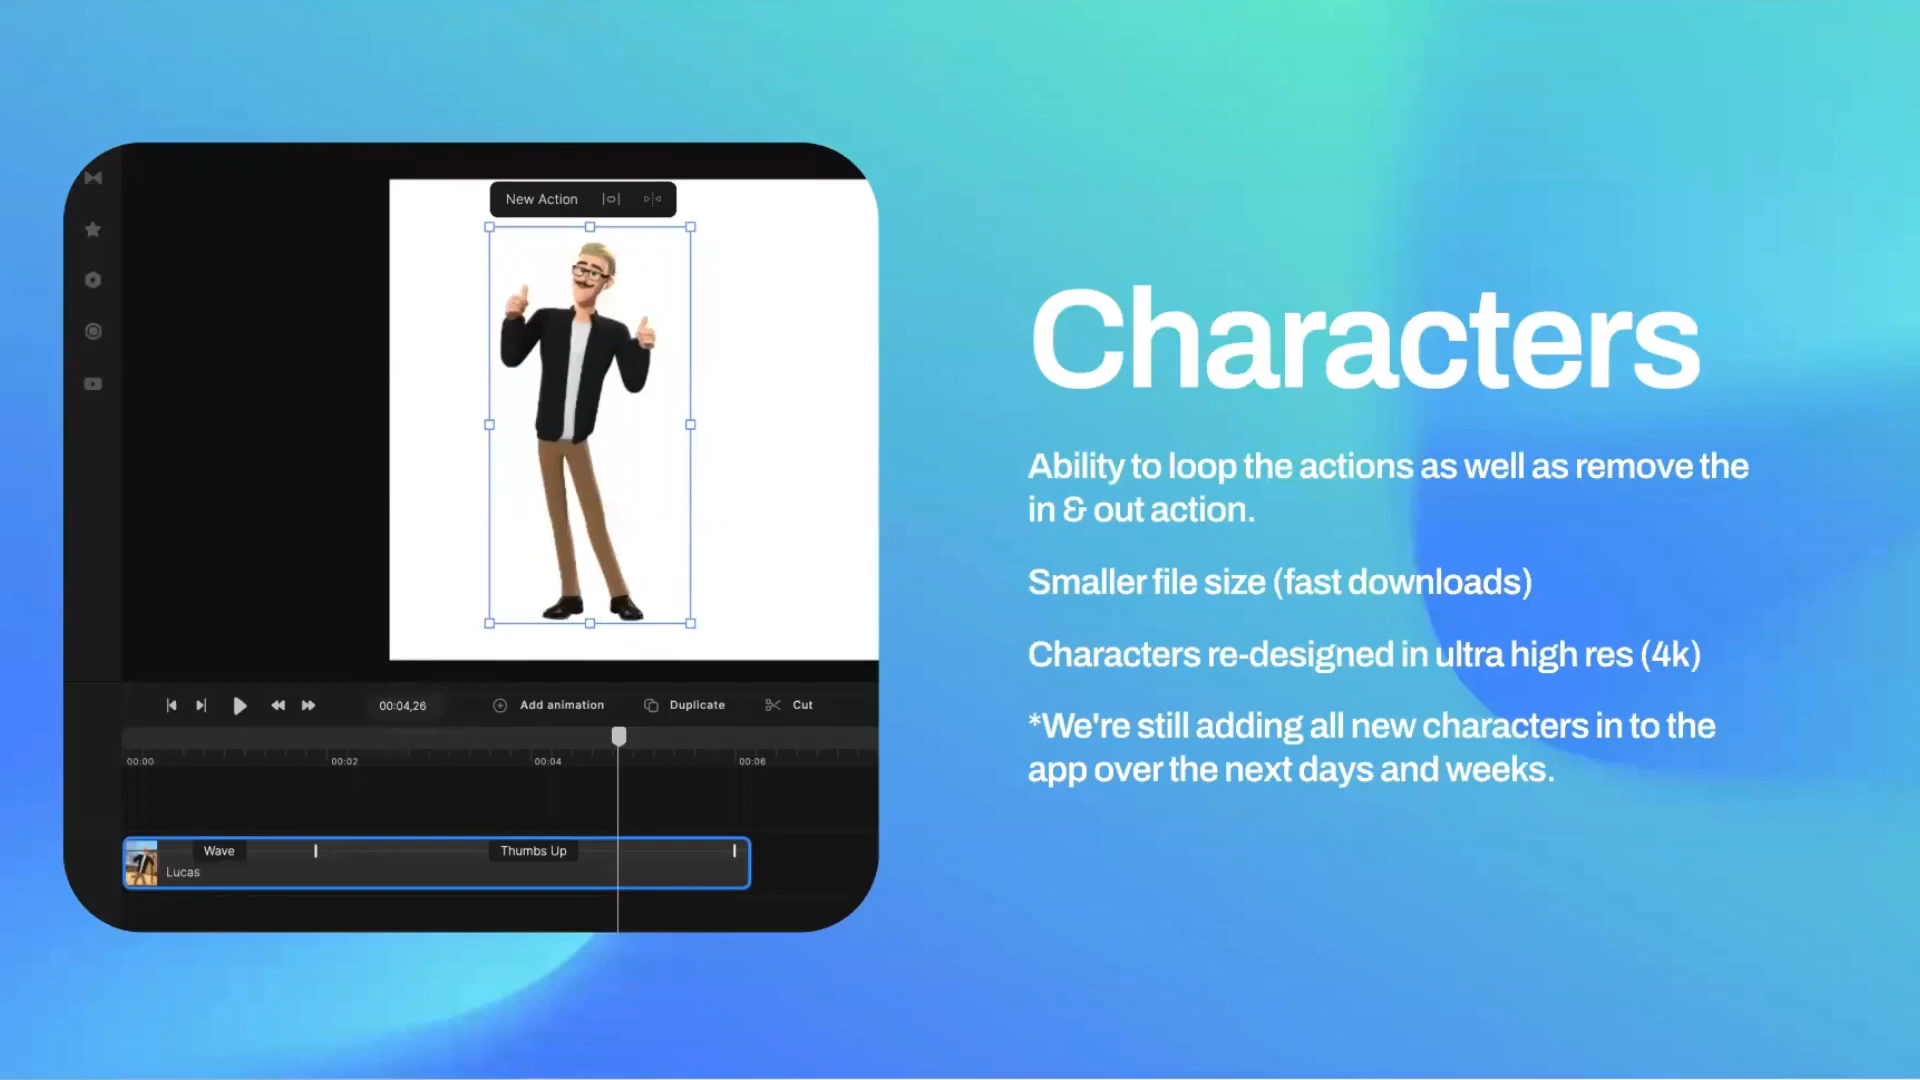 New Action
00:04,26
Add animation
Duplicate
Cut
00:00
00:02
00:04
00:06
Wave
Thumbs Up
Lucas
Characters
Ability to loop the actions as well as remove the
in & out action.
Smaller file size (fast downloads)
Characters re-designed in ultra high res (4k)
*We're still adding all new characters in to the
app over the next days and weeks.